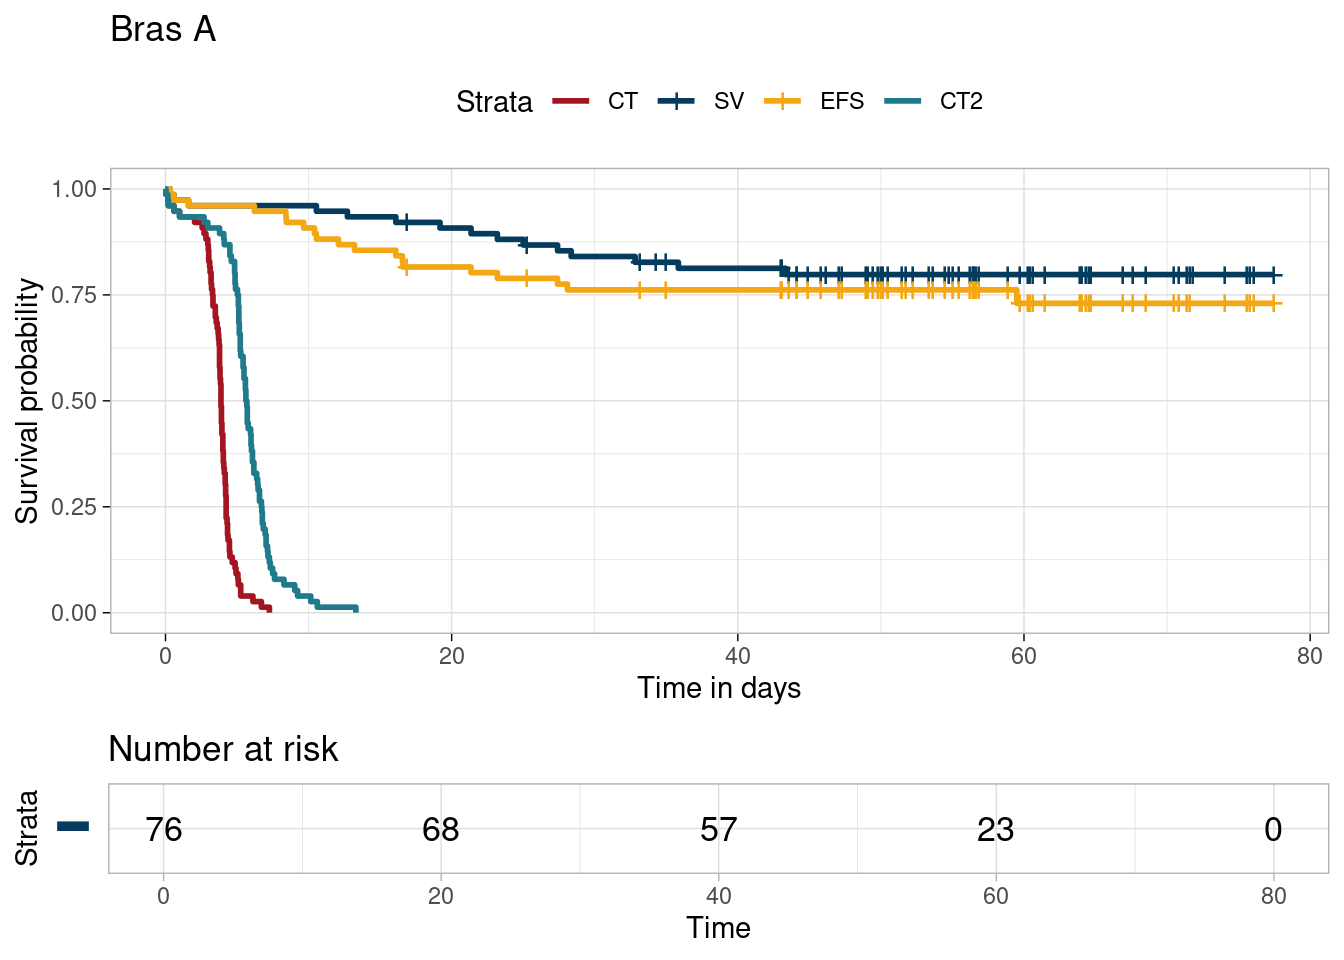 Bras A
Strata CT SV EFS CT2
Survival probability
1.00
0.75
0.50
0.25
0.00
0 20 40 60 80
Time in days
Number at risk
Strata
76 68 57 23 0
0 20 40 60 80
Time